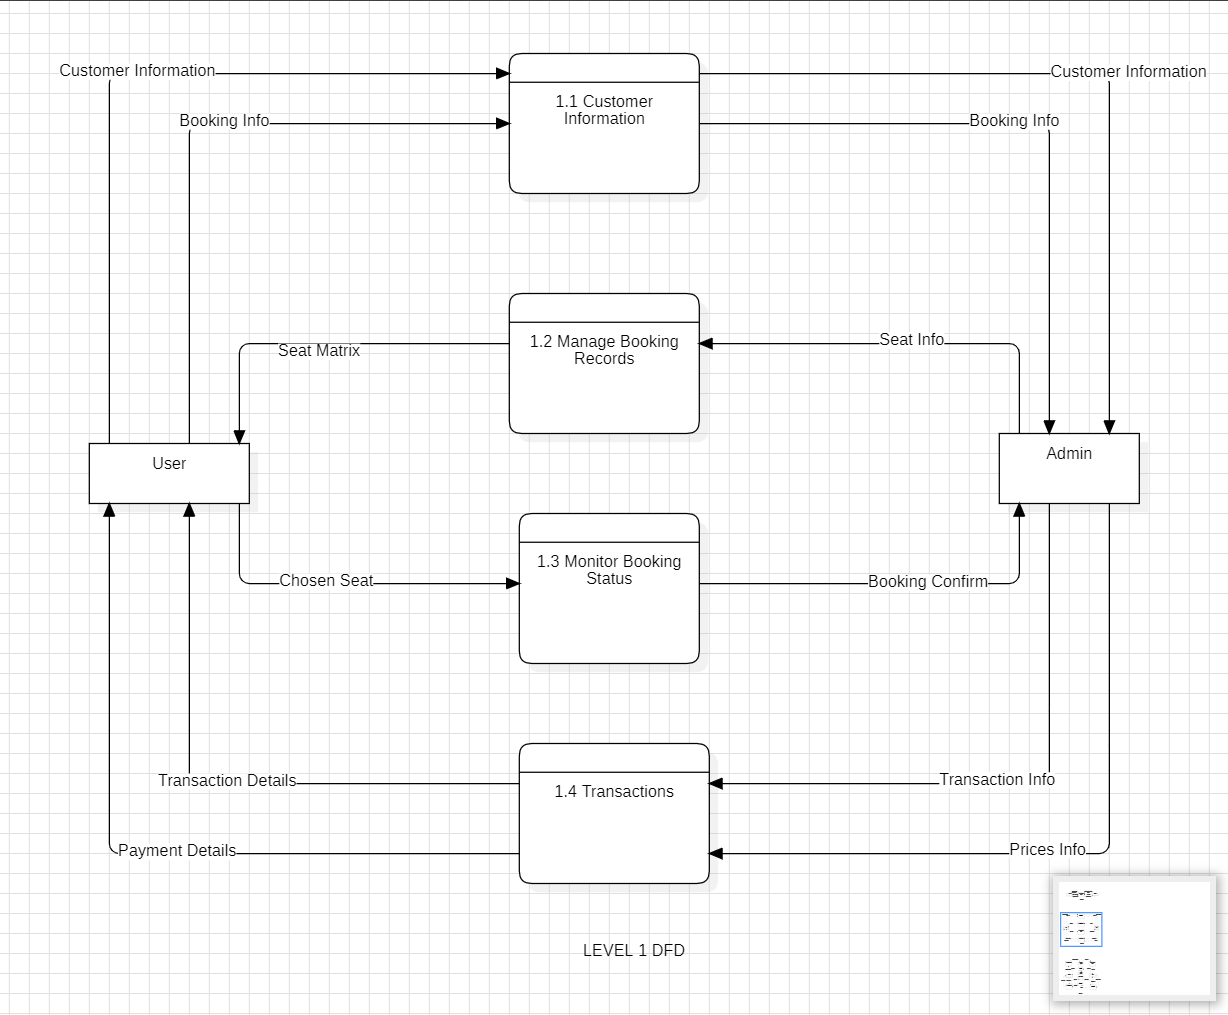 Customer Information
Customer Information
1.1 Customer
Information
Booking Info
Booking Info
1.2 Manage Booking
Records
Seat Info
Seat Matrix
User
Admin
1.3 Monitor Booking
Status
Chosen Seat
Booking Confirm
Transaction Details
Transaction Info
1.4 Transactions
Payment Details
Prices Info
LEVEL 1 DFD